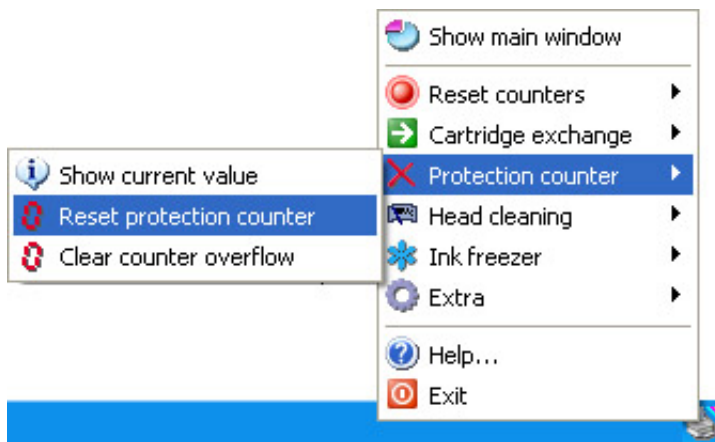 Show main window
Reset counters
Cartridge exchange
Protection counter
Head cleaning
Ink freezer
Extra
Help...
Exit
Show current value
Reset protection counter
Clear counter overflow